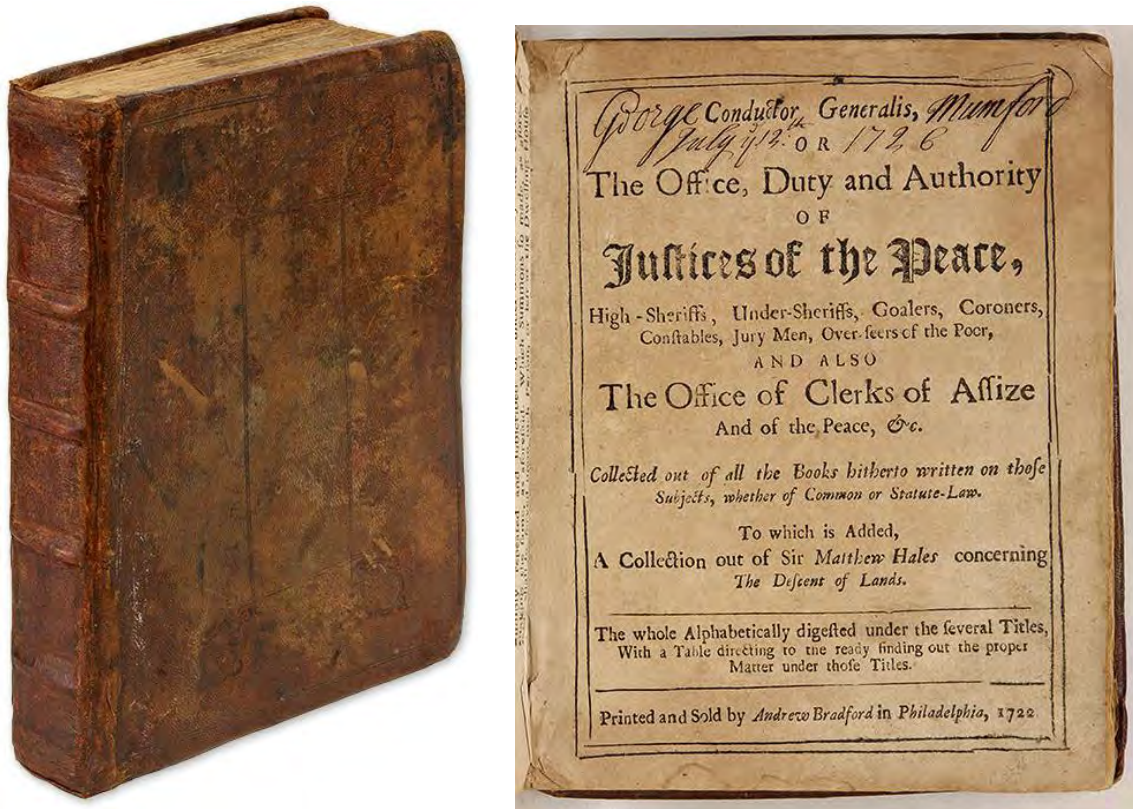 George Conductor Generalis, Mumford
July yᵉ 12.ᵗʰ OR 1726
The Office, Duty and Authority
OF
Juſtices of the Peace,
High-Sheriffs, Under-Sheriffs, Goalers, Coroners,
Conſtables, Jury Men, Over-ſeers of the Poor,
AND ALSO
The Office of Clerks of Aſſize
And of the Peace, &c.
Collected out of all the Books hitherto written on thoſe
Subjects, whether of Common or Statute-Law.
To which is Added,
A Collection out of Sir Matthew Hales concerning
The Deſcent of Lands.
The whole Alphabetically digeſted under the ſeveral Titles,
With a Table directing to the ready finding out the proper
Matter under thoſe Titles.
Printed and Sold by Andrew Bradford in Philadelphia, 1722